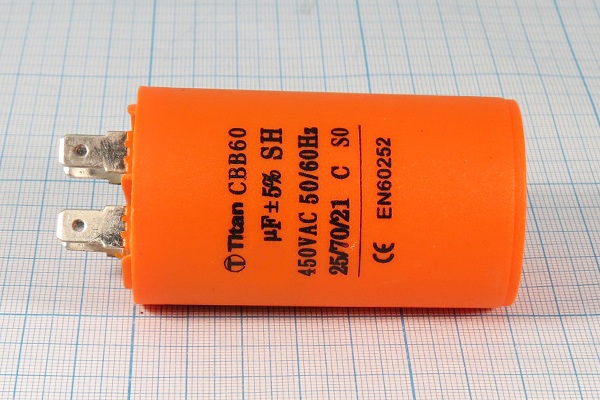 Titan CBB60
µF ± 5% SH
450VAC 50/60Hz
25/70/21 C S0
CE EN60252